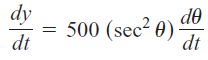 dy/dt = 500 (sec² θ) dθ/dt